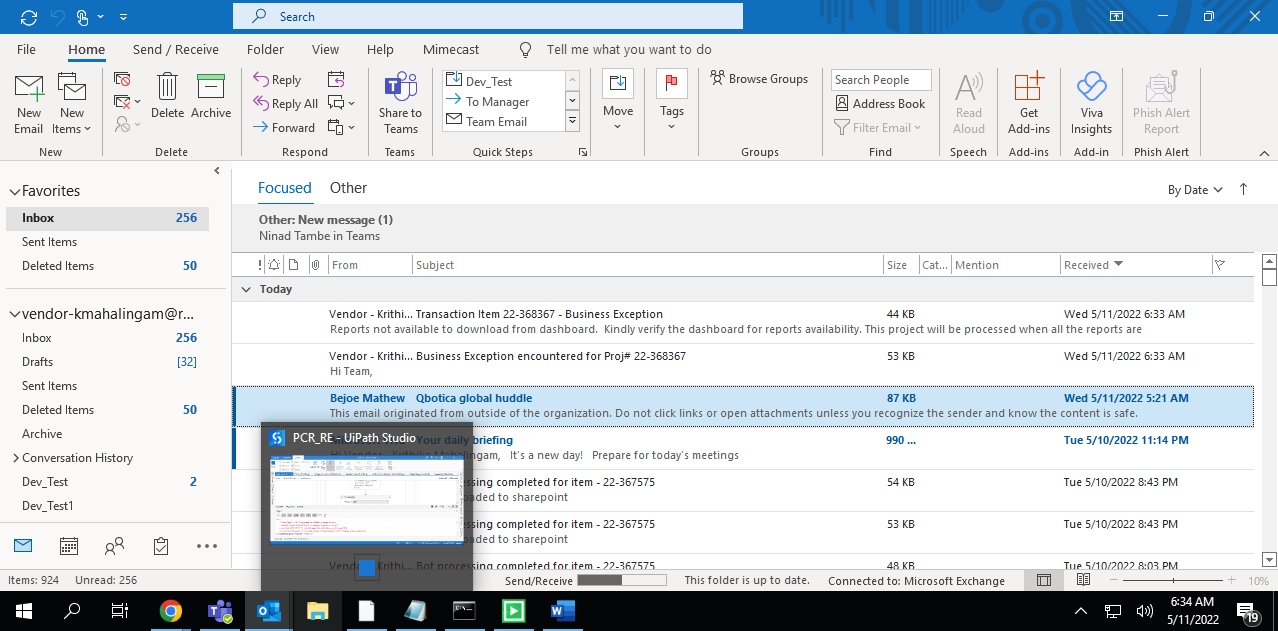 Search
File Home Send / Receive Folder View Help Mimecast Tell me what you want to do
New Email
New Items
Delete
Archive
Reply
Reply All
Forward
Share to Teams
Dev_Test
To Manager
Team Email
Move
Tags
Browse Groups
Search People
Address Book
Filter Email
Read Aloud
Get Add-ins
Viva Insights
Phish Alert Report
New Delete Respond Teams Quick Steps Groups Find Speech Add-ins Add-in Phish Alert
Favorites
Inbox 256
Sent Items
Deleted Items 50
vendor-kmahalingam@r...
Inbox 256
Drafts [32]
Sent Items
Deleted Items 50
Archive
Conversation History
Dev_Test 2
Dev_Test1
Focused Other By Date
Other: New message (1)
Ninad Tambe in Teams
! From Subject Size Cat... Mention Received
Today
Vendor - Krithi... Transaction Item 22-368367 - Business Exception 44 KB Wed 5/11/2022 6:33 AM
Reports not available to download from dashboard. Kindly verify the dashboard for reports availability. This project will be processed when all the reports are
Vendor - Krithi... Business Exception encountered for Proj# 22-368367 53 KB Wed 5/11/2022 6:33 AM
Hi Team,
Bejoe Mathew Qbotica global huddle 87 KB Wed 5/11/2022 5:21 AM
This email originated from outside of the organization. Do not click links or open attachments unless you recognize the sender and know the content is safe.
PCR_RE - UiPath Studio
Your daily briefing 990 ... Tue 5/10/2022 11:14 PM
Hi Vendor - Krithika Mahalingam, It's a new day! Prepare for today's meetings
essing completed for item - 22-367575 54 KB Tue 5/10/2022 8:43 PM
oaded to sharepoint
essing completed for item - 22-367575 53 KB Tue 5/10/2022 8:43 PM
oaded to sharepoint
Vendor - Krithi... Bot processing completed for item - 22-367575 48 KB Tue 5/10/2022 8:03 PM
Items: 924 Unread: 256 Send/Receive This folder is up to date. Connected to: Microsoft Exchange 10%
6:34 AM
5/11/2022
19